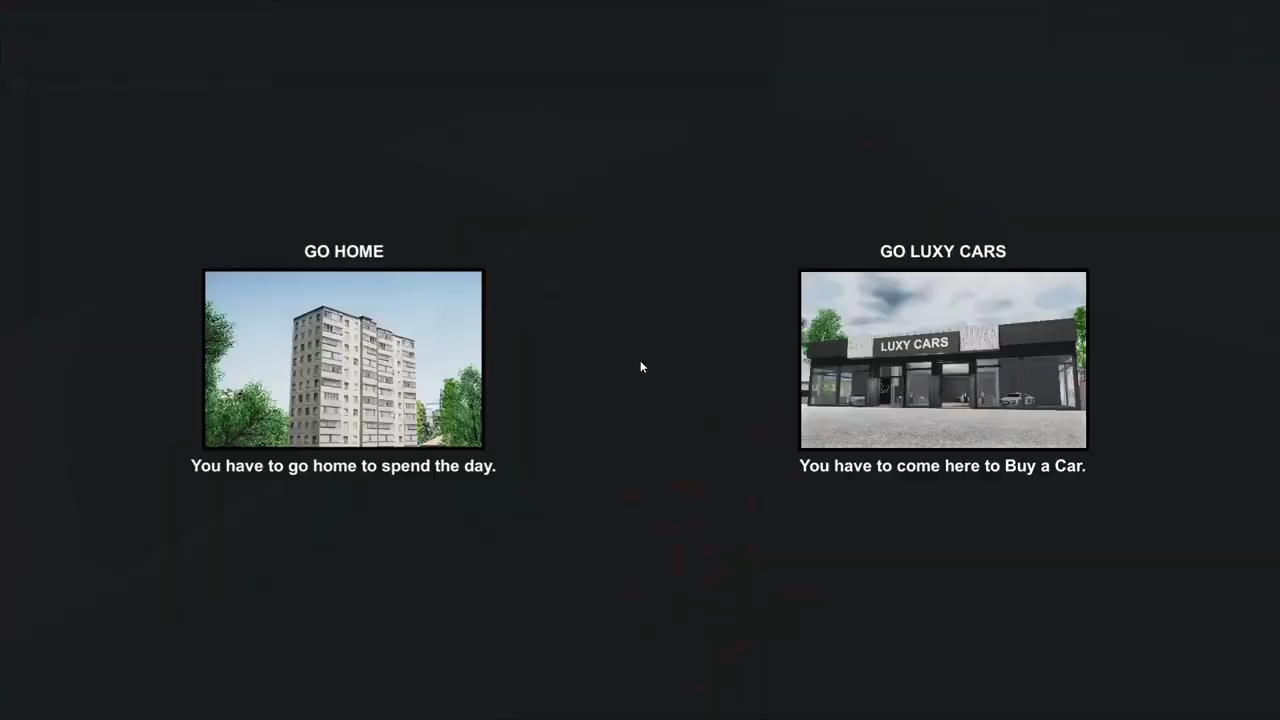 GO HOME
You have to go home to spend the day.
GO LUXY CARS
LUXY CARS
You have to come here to Buy a Car.